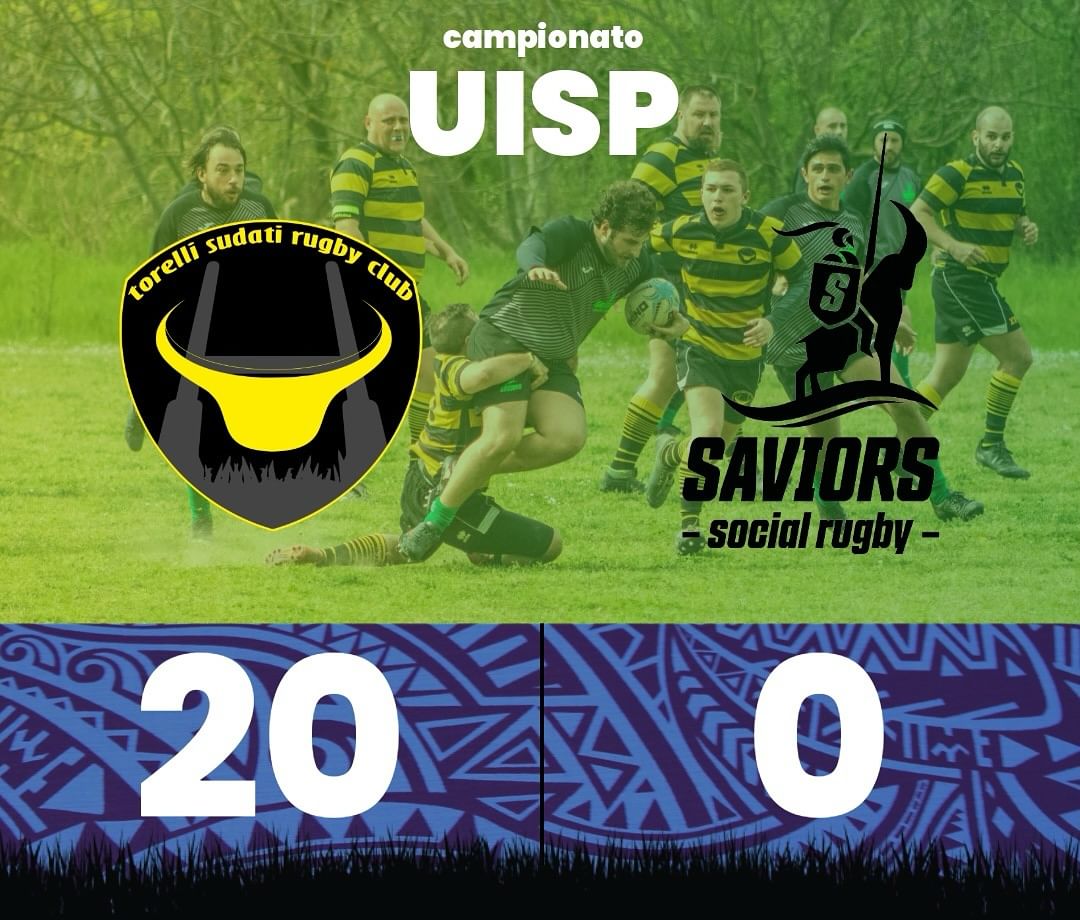 campionato
UISP
torelli sudati rugby club
S
SAVIORS
- social rugby -
20
0